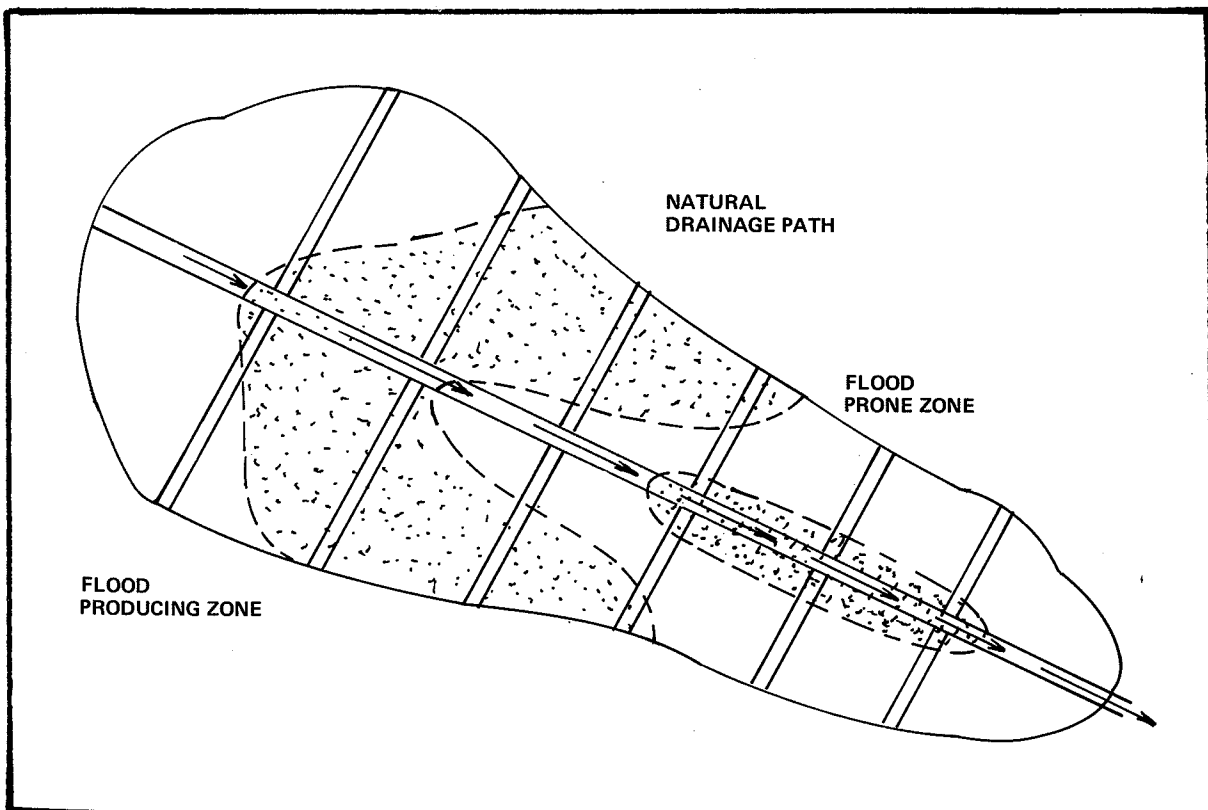 NATURAL
DRAINAGE PATH
FLOOD
PRONE ZONE
FLOOD
PRODUCING ZONE